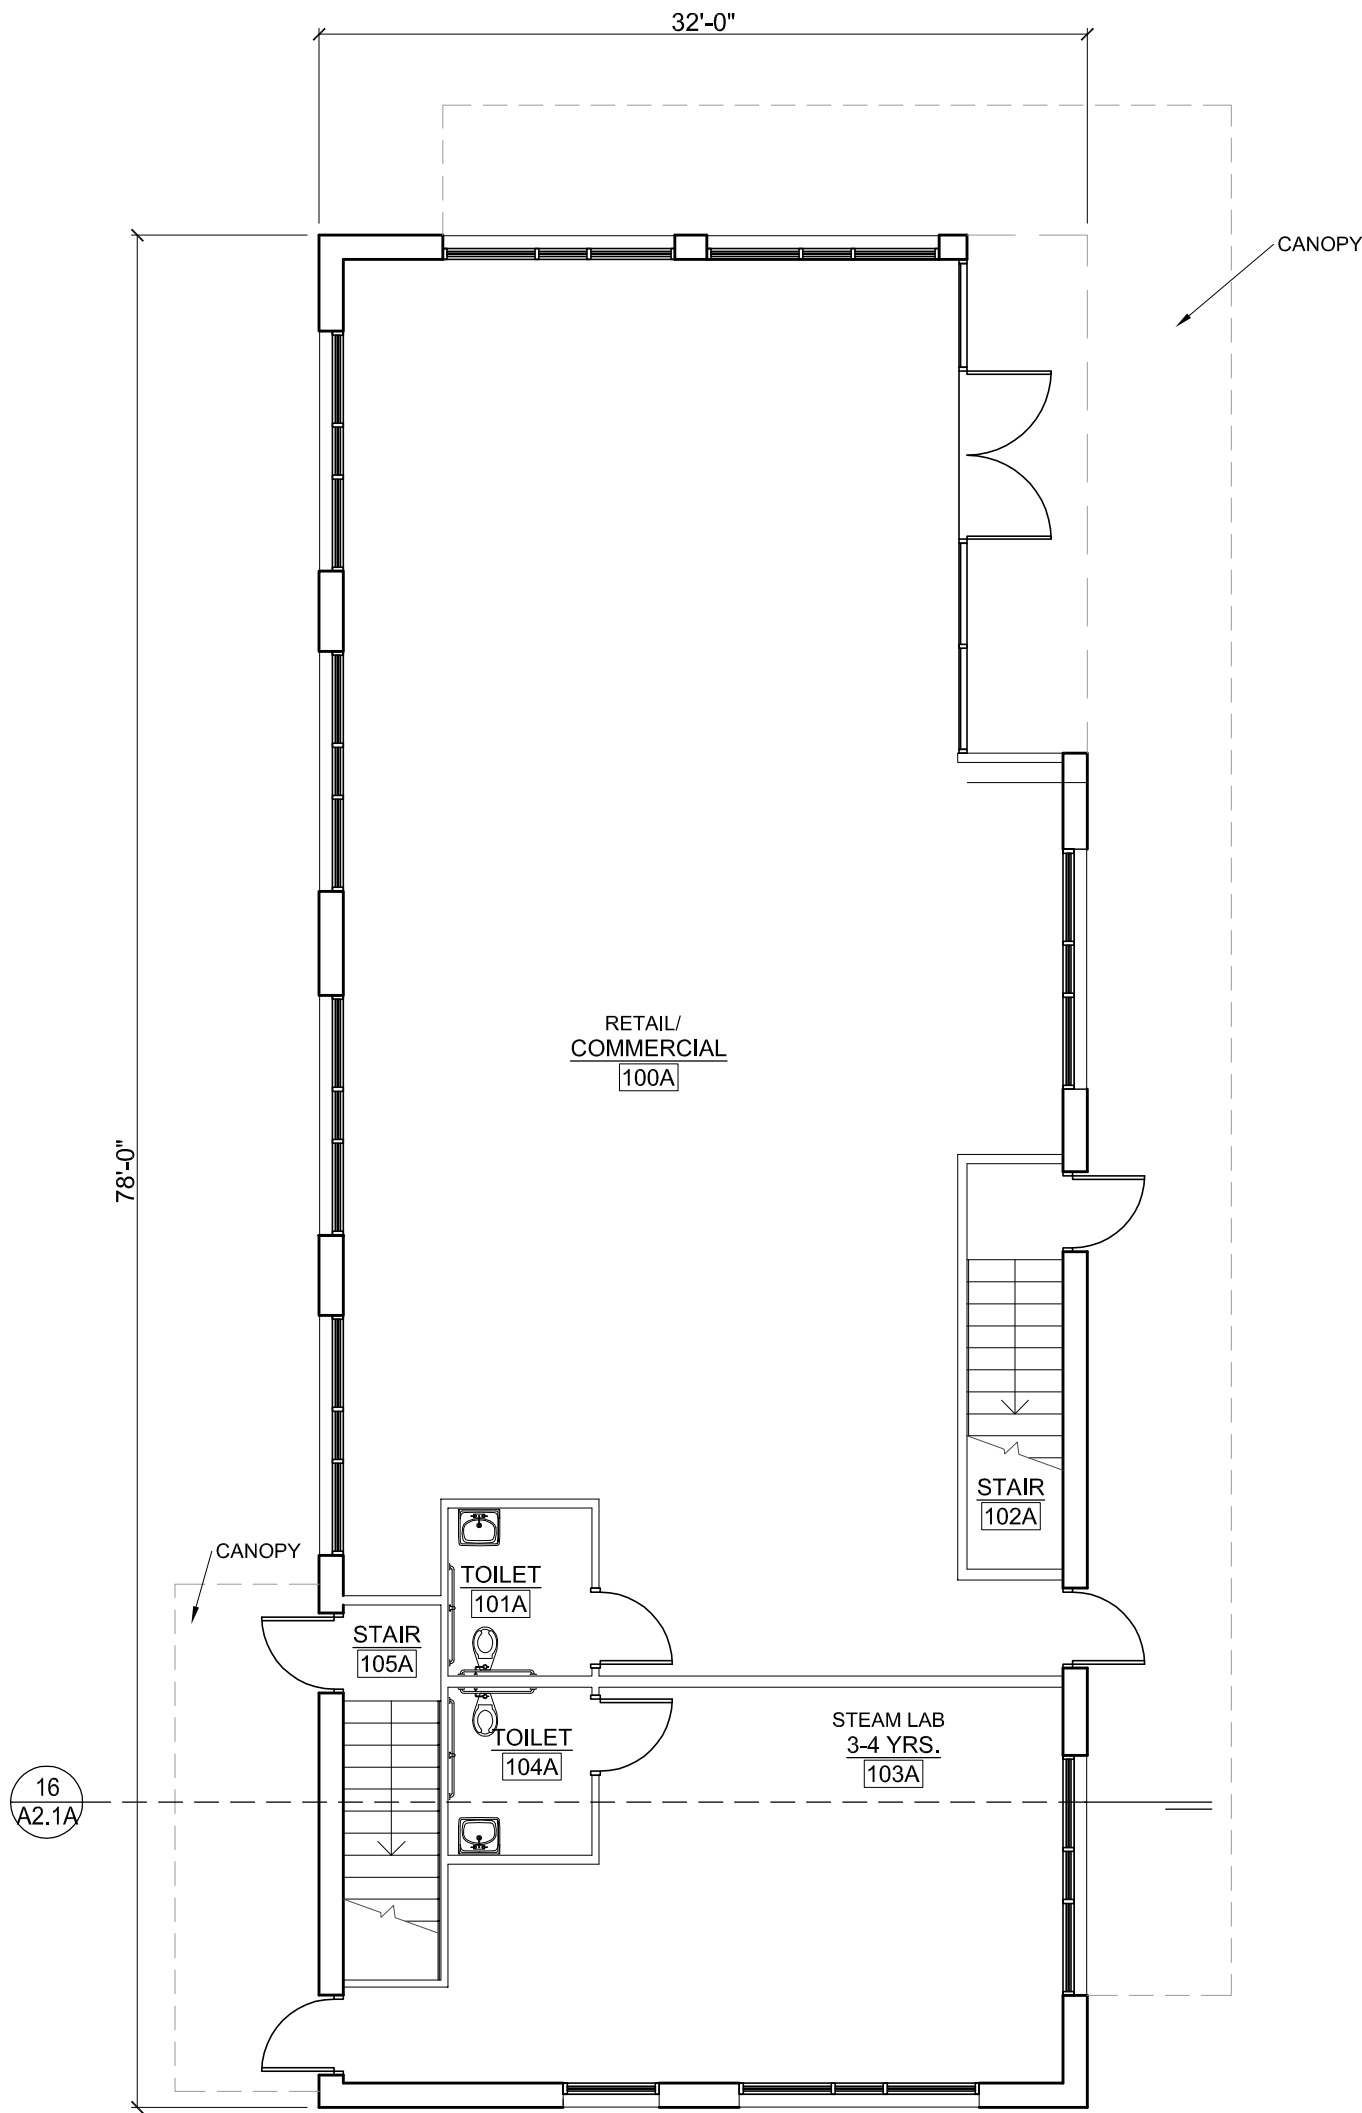 32'-0"
CANOPY
RETAIL/
COMMERCIAL
100A
78'-0"
STAIR
102A
CANOPY
TOILET
101A
STAIR
105A
STEAM LAB
3-4 YRS.
103A
TOILET
104A
16
A2.1A